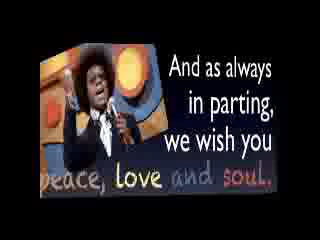 And as always
in parting,
we wish you
peace, love and soul.